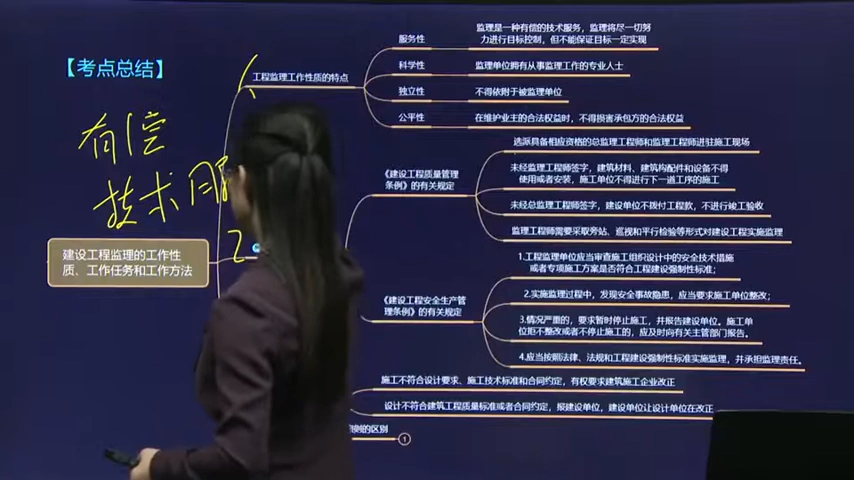 【考点总结】
有偿
技术服
2
建设工程监理的工作性
质、工作任务和工作方法
工程监理工作性质的特点
服务性
监理是一种有偿的技术服务，监理将尽一切努
力进行目标控制，但不能保证目标一定实现
科学性
监理单位拥有从事监理工作的专业人士
独立性
不得依附于被监理单位
公平性
在维护业主的合法权益时，不得损害承包方的合法权益
《建设工程质量管理
条例》的有关规定
选派具备相应资格的总监理工程师和监理工程师进驻施工现场
未经监理工程师签字，建筑材料、建筑构配件和设备不得
使用或者安装，施工单位不得进行下一道工序的施工
未经总监理工程师签字，建设单位不拨付工程款，不进行竣工验收
监理工程师需要采取旁站、巡视和平行检验等形式对建设工程实施监理
《建设工程安全生产管
理条例》的有关规定
1.工程监理单位应当审查施工组织设计中的安全技术措施
或者专项施工方案是否符合工程建设强制性标准；
2.实施监理过程中，发现安全事故隐患，应当要求施工单位整改；
3.情况严重的，要求暂时停止施工，并报告建设单位。施工单
位拒不整改或者不停止施工的，应及时向有关主管部门报告。
4.应当按照法律、法规和工程建设强制性标准实施监理，并承担监理责任。
施工不符合设计要求、施工技术标准和合同约定，有权要求建筑施工企业改正
设计不符合建筑工程质量标准或者合同约定，报建设单位，建设单位让设计单位在改正
的区别
1